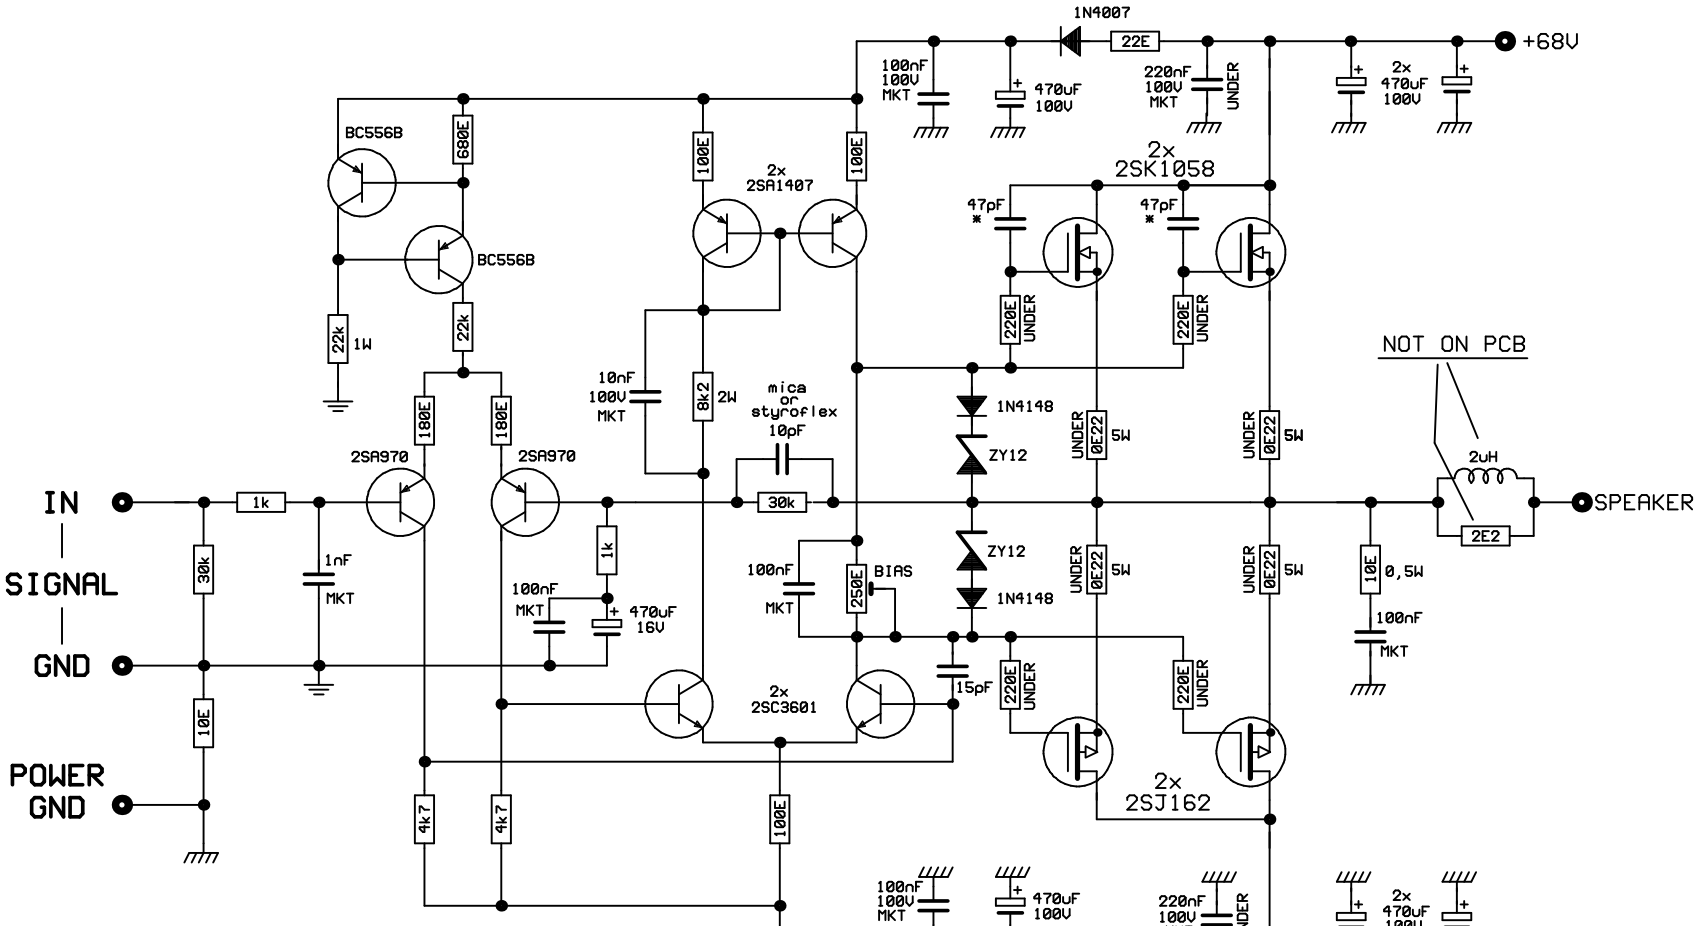 1N4007
22E
+68V
100nF
100V
MKT
+
470uF
100V
220nF
100V
MKT
UNDER
+
2x
470uF
100V
+
BC556B
680E
100E
2x
2SA1407
100E
2x
2SK1058
47pF
*
47pF
*
BC556B
22k
1W
22k
220E
UNDER
220E
UNDER
NOT ON PCB
10nF
100V
MKT
8k2
2W
mica
or
styroflex
10pF
180E
180E
1N4148
UNDER
0E22
5W
UNDER
0E22
5W
2SA970
2SA970
ZY12
2uH
IN
1k
30k
SPEAKER
2E2
SIGNAL
30k
1nF
MKT
1k
100nF
MKT
+
470uF
16V
100nF
MKT
250E
BIAS
ZY12
1N4148
UNDER
0E22
5W
UNDER
0E22
5W
10E
0,5W
100nF
MKT
GND
10E
2x
2SC3601
15pF
220E
UNDER
220E
UNDER
POWER
GND
4k7
4k7
100E
2x
2SJ162
100nF
100V
MKT
+
470uF
100V
220nF
100V
+
2x
470uF
100V
+